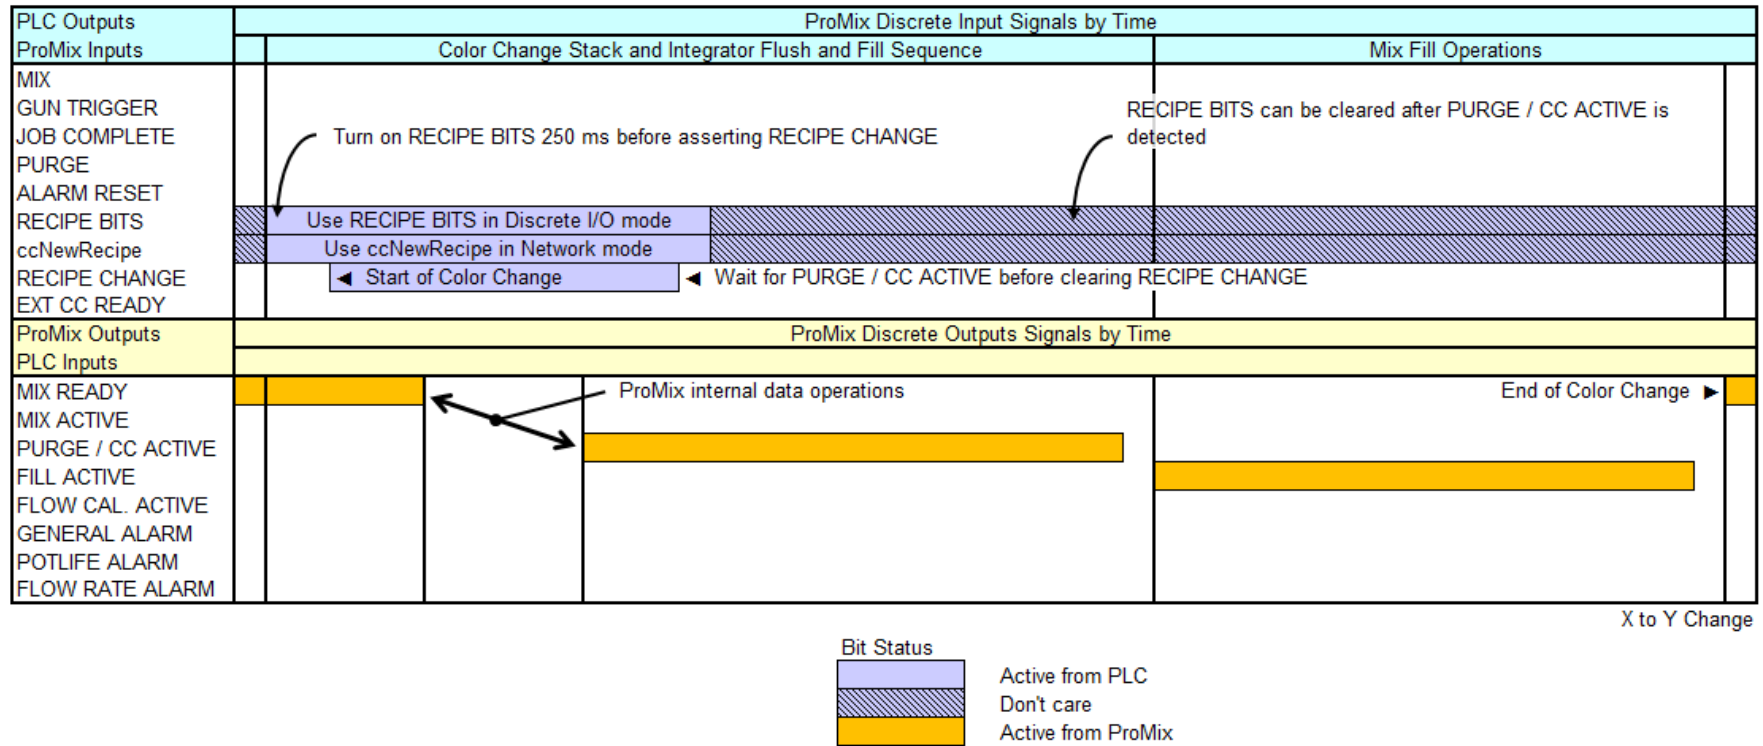 PLC Outputs
ProMix Discrete Input Signals by Time
ProMix Inputs
Color Change Stack and Integrator Flush and Fill Sequence
Mix Fill Operations
MIX
GUN TRIGGER
JOB COMPLETE
PURGE
ALARM RESET
RECIPE BITS
ccNewRecipe
RECIPE CHANGE
EXT CC READY
Turn on RECIPE BITS 250 ms before asserting RECIPE CHANGE
RECIPE BITS can be cleared after PURGE / CC ACTIVE is
detected
Use RECIPE BITS in Discrete I/O mode
Use ccNewRecipe in Network mode
◄ Start of Color Change
◄ Wait for PURGE / CC ACTIVE before clearing RECIPE CHANGE
ProMix Outputs
ProMix Discrete Outputs Signals by Time
PLC Inputs
MIX READY
MIX ACTIVE
PURGE / CC ACTIVE
FILL ACTIVE
FLOW CAL. ACTIVE
GENERAL ALARM
POTLIFE ALARM
FLOW RATE ALARM
ProMix internal data operations
End of Color Change ►
X to Y Change
Bit Status
Active from PLC
Don't care
Active from ProMix